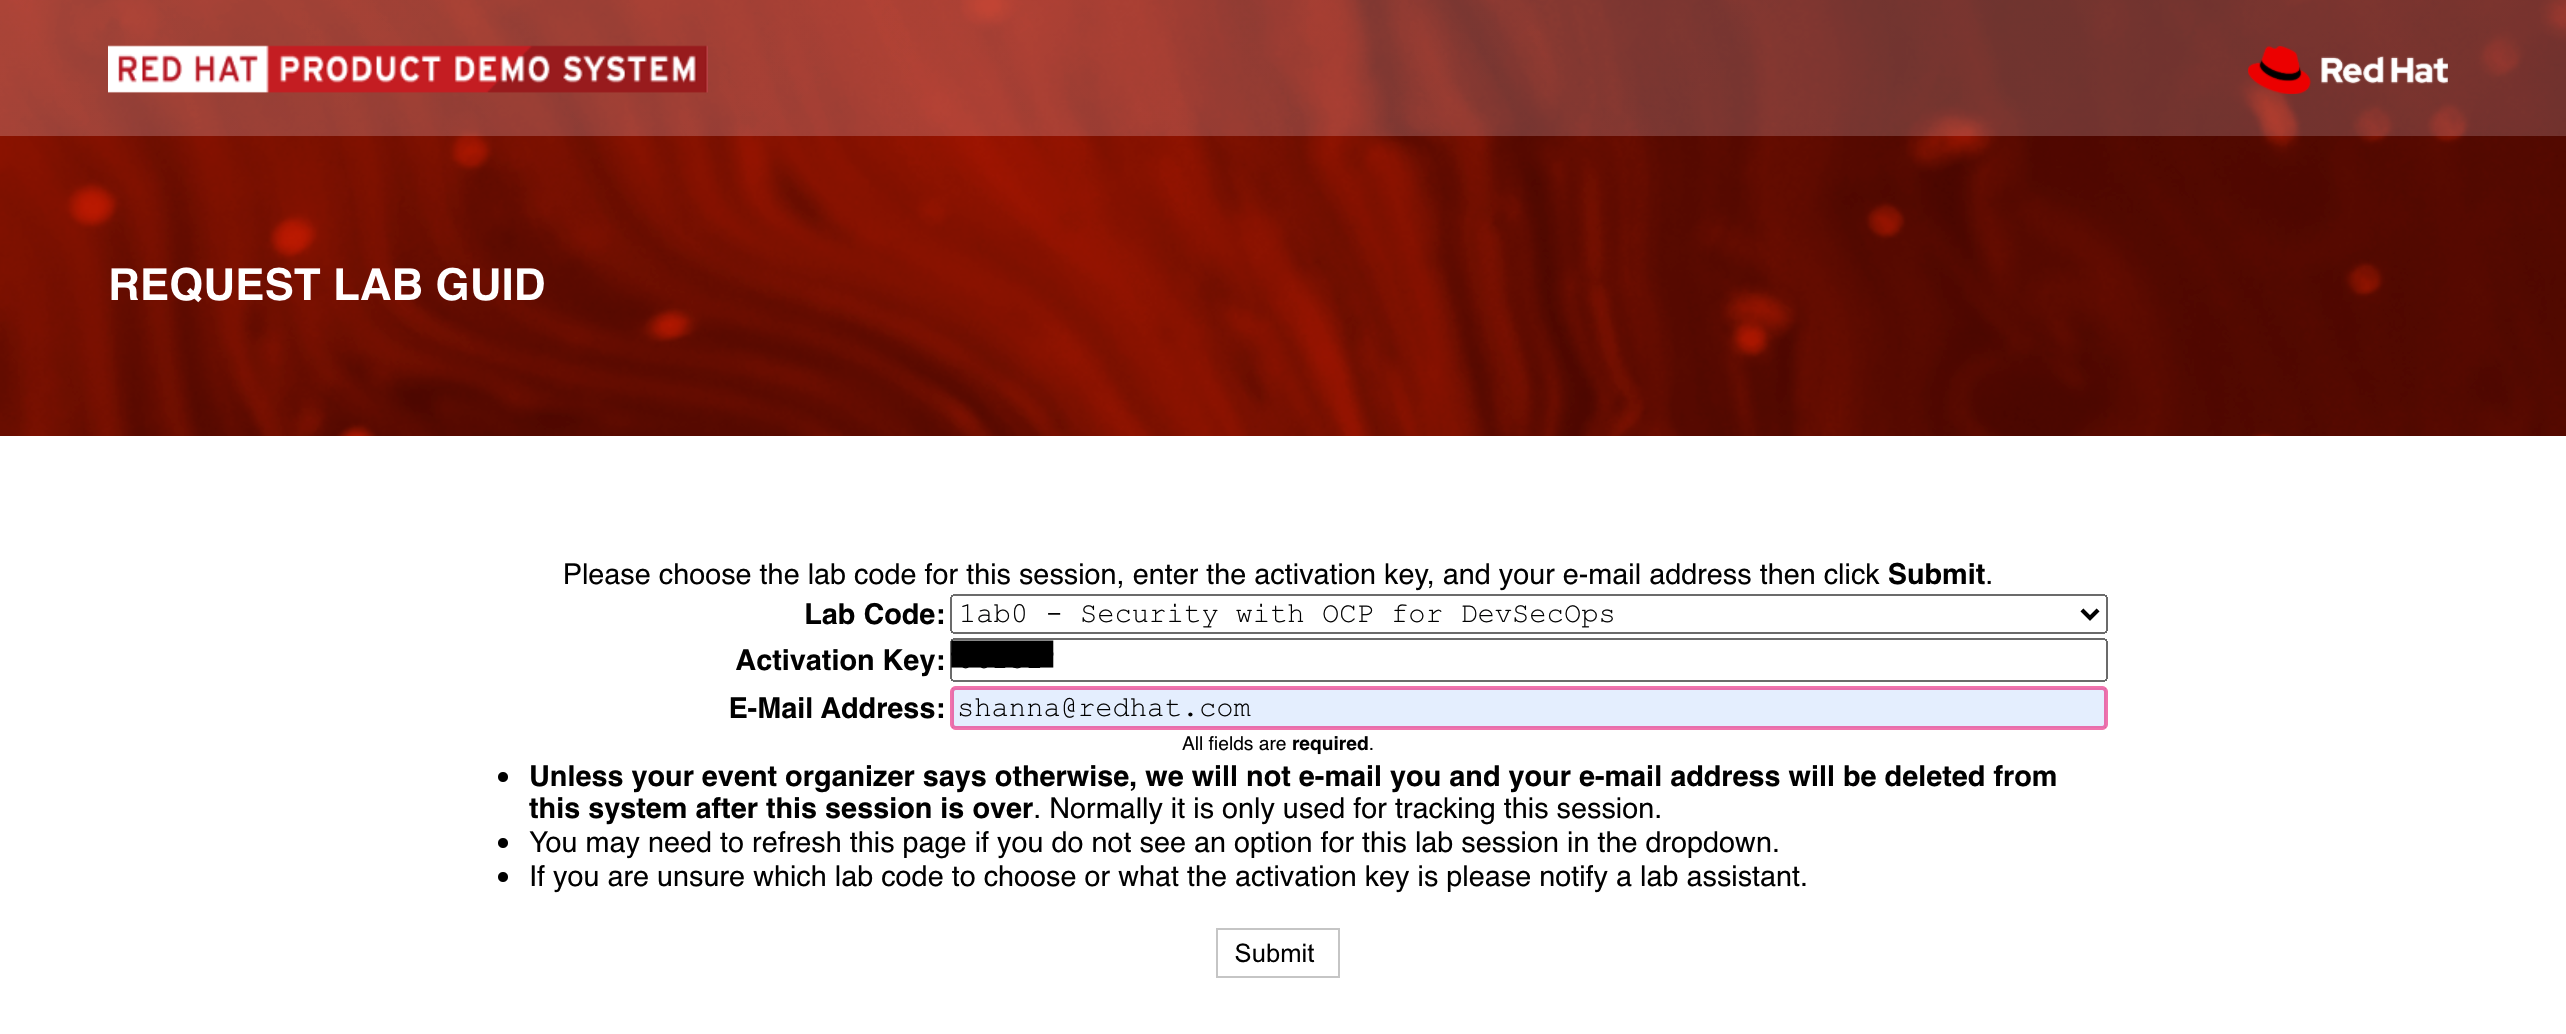 RED HAT PRODUCT DEMO SYSTEM
Red Hat
REQUEST LAB GUID
Please choose the lab code for this session, enter the activation key, and your e-mail address then click Submit.
Lab Code: 1ab0 - Security with OCP for DevSecOps
Activation Key:
E-Mail Address: shanna@redhat.com
All fields are required.
• Unless your event organizer says otherwise, we will not e-mail you and your e-mail address will be deleted from
this system after this session is over. Normally it is only used for tracking this session.
• You may need to refresh this page if you do not see an option for this lab session in the dropdown.
• If you are unsure which lab code to choose or what the activation key is please notify a lab assistant.
Submit